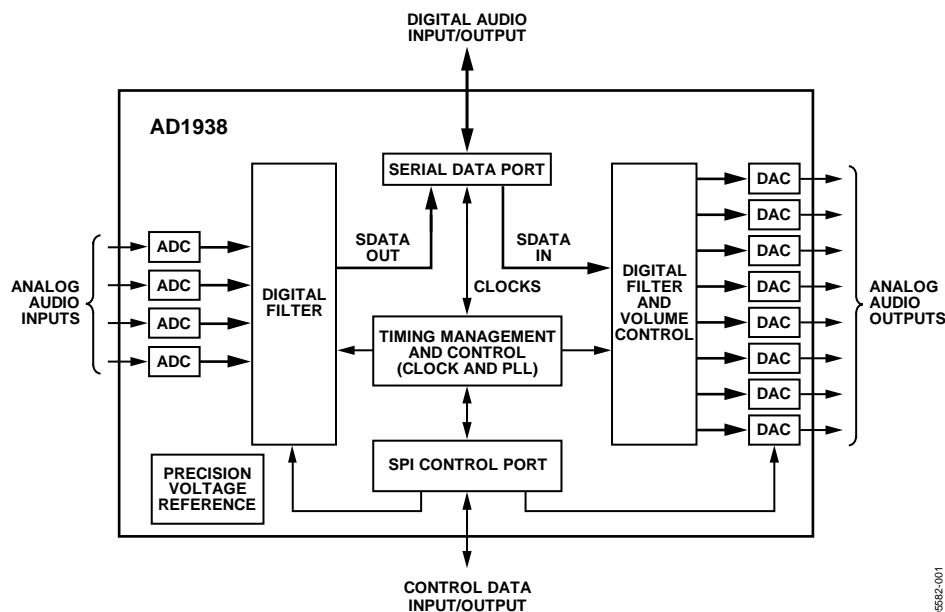 DIGITAL AUDIO
INPUT/OUTPUT
AD1938
SERIAL DATA PORT
SDATA
OUT
SDATA
IN
CLOCKS
ANALOG
AUDIO
INPUTS
ADC
ADC
ADC
ADC
DIGITAL
FILTER
TIMING MANAGEMENT
AND CONTROL
(CLOCK AND PLL)
DIGITAL
FILTER
AND
VOLUME
CONTROL
DAC
DAC
DAC
DAC
DAC
DAC
DAC
DAC
ANALOG
AUDIO
OUTPUTS
PRECISION
VOLTAGE
REFERENCE
SPI CONTROL PORT
CONTROL DATA
INPUT/OUTPUT
5582-001